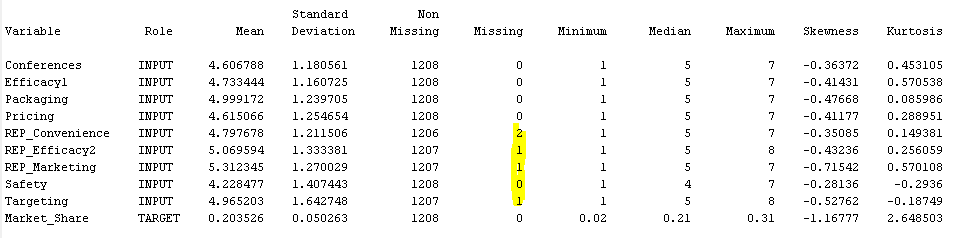 Standard Non
Variable Role Mean Deviation Missing Missing Minimum Median Maximum Skewness Kurtosis
Conferences INPUT 4.606788 1.180561 1208 0 1 5 7 -0.36372 0.453105
Efficacy1 INPUT 4.733444 1.160725 1208 0 1 5 7 -0.41431 0.570538
Packaging INPUT 4.999172 1.239705 1208 0 1 5 7 -0.47668 0.085986
Pricing INPUT 4.615066 1.254654 1208 0 1 5 7 -0.41177 0.288951
REP_Convenience INPUT 4.797678 1.211506 1206 2 1 5 7 -0.35085 0.149381
REP_Efficacy2 INPUT 5.069594 1.333381 1207 1 1 5 8 -0.43236 0.256059
REP_Marketing INPUT 5.312345 1.270029 1207 1 1 5 7 -0.71542 0.570108
Safety INPUT 4.228477 1.407443 1208 0 1 4 7 -0.28136 -0.2936
Targeting INPUT 4.965203 1.642748 1207 1 1 5 8 -0.52762 -0.18749
Market_Share TARGET 0.203526 0.050263 1208 0 0.02 0.21 0.31 -1.16777 2.648503